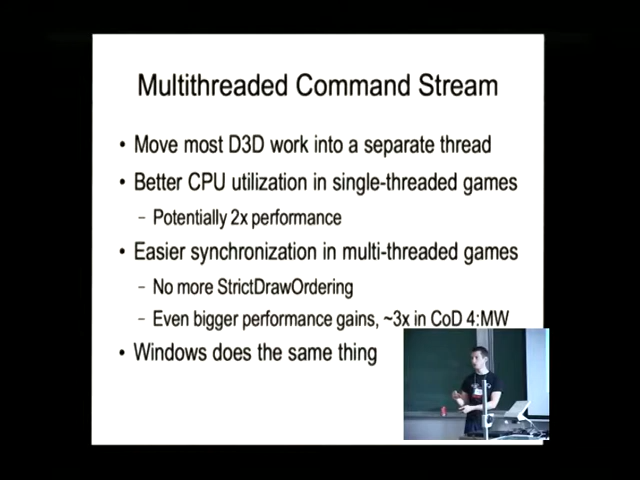 Multithreaded Command Stream
• Move most D3D work into a separate thread
• Better CPU utilization in single-threaded games
– Potentially 2x performance
• Easier synchronization in multi-threaded games
– No more StrictDrawOrdering
– Even bigger performance gains, ~3x in CoD 4:MW
• Windows does the same thing